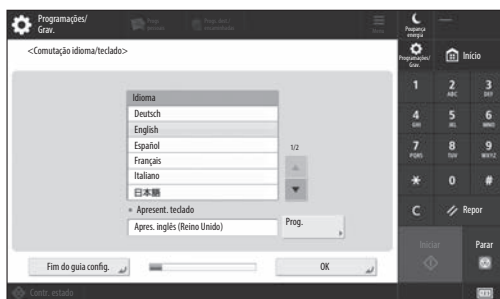 Programações/
Grav.
Poupança
energia
Programações/
Grav.
Início
<Comutação idioma/teclado>
Idioma
Deutsch
English
Español
Français
Italiano
日本語
1/2
Apresent. teclado
Apres. inglês (Reino Unido)
Prog.
Fim do guia config.
OK
Contr. estado
1
2
ABC
3
DEF
4
GHI
5
JKL
6
MNO
7
PQRS
8
TUV
9
WXYZ
*
0
#
C
Repor
Iniciar
Parar